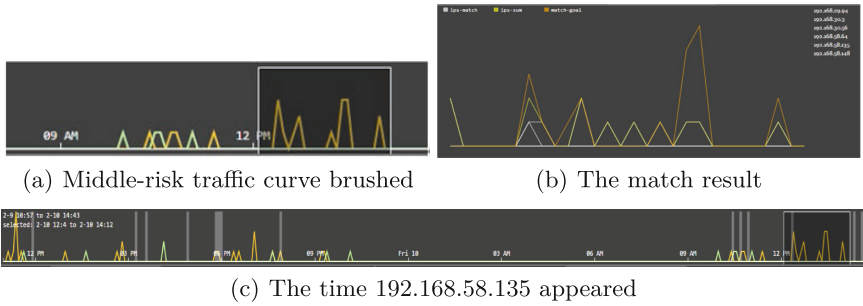 09 AM
12 PM
(a) Middle-risk traffic curve brushed
ips-match
ips-sum
match-goal
192.168.29.94
192.168.30.3
192.168.30.56
192.168.58.64
192.168.58.135
192.168.58.148
(b) The match result
2-9 10:57 to 2-10 14:43
selected: 2-10 12:4 to 2-10 14:12
12 PM
03 PM
06 PM
09 PM
Fri 10
03 AM
06 AM
09 AM
12 PM
(c) The time 192.168.58.135 appeared